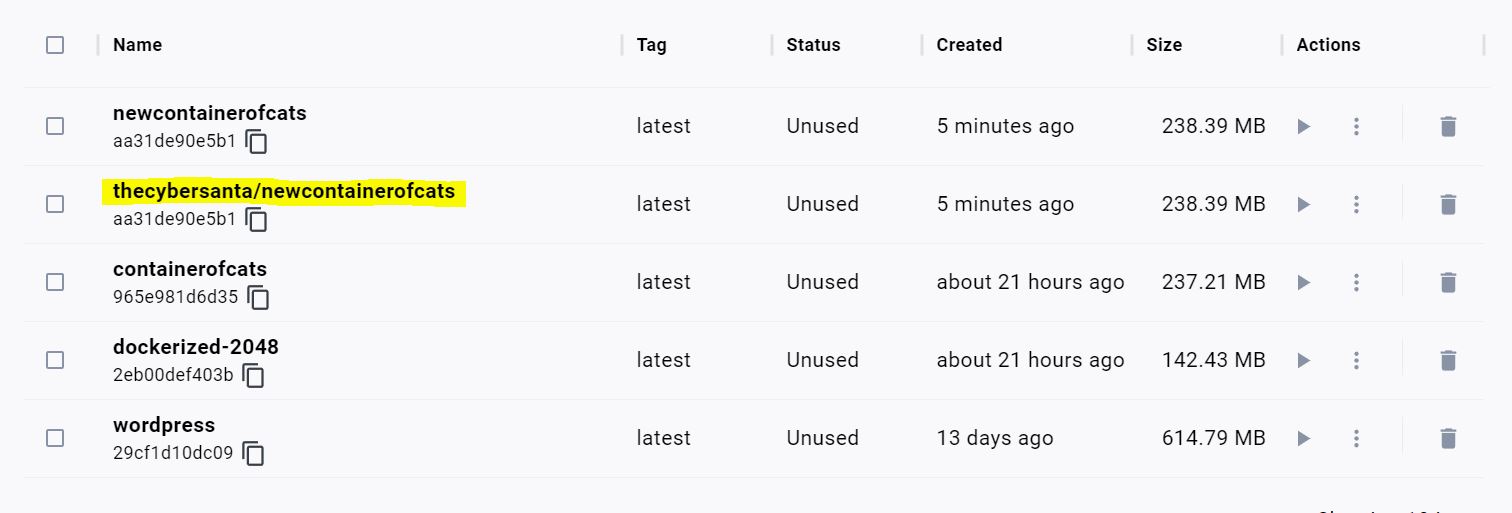 Name Tag Status Created Size Actions
newcontainerofcats
aa31de90e5b1 latest Unused 5 minutes ago 238.39 MB
thecybersanta/newcontainerofcats
aa31de90e5b1 latest Unused 5 minutes ago 238.39 MB
containerofcats
965e981d6d35 latest Unused about 21 hours ago 237.21 MB
dockerized-2048
2eb00def403b latest Unused about 21 hours ago 142.43 MB
wordpress
29cf1d10dc09 latest Unused 13 days ago 614.79 MB